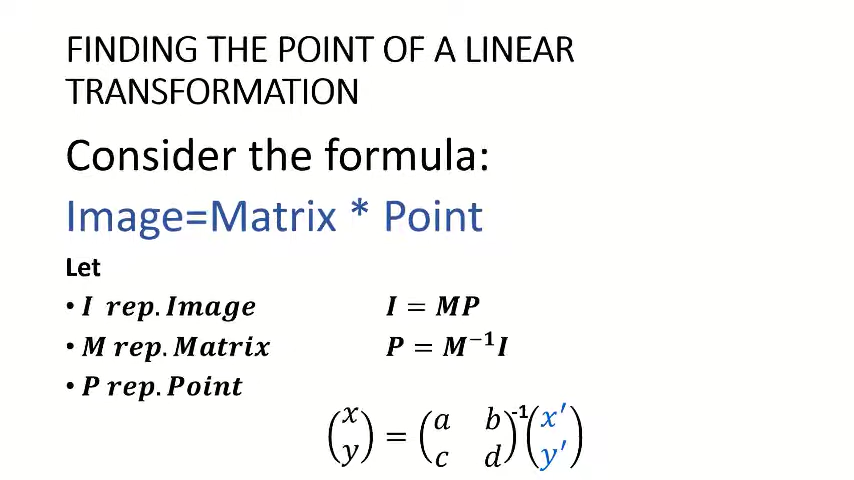 FINDING THE POINT OF A LINEAR
TRANSFORMATION
Consider the formula:
Image=Matrix * Point
Let
• I rep. Image
I = MP
• M rep. Matrix
P = M⁻¹I
• P rep. Point
(x y) = (a b c d)⁻¹ (x′ y′)